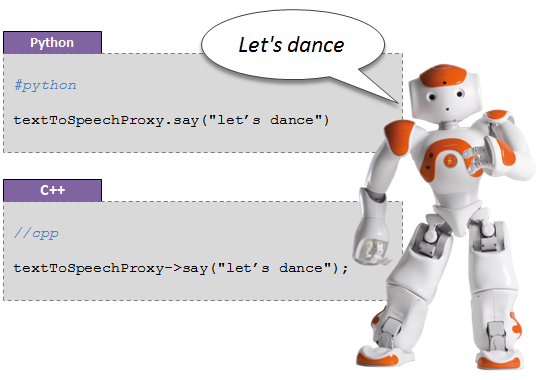 Let's dance
Python
#python
textToSpeechProxy.say("let’s dance")
C++
//cpp
textToSpeechProxy->say("let’s dance");